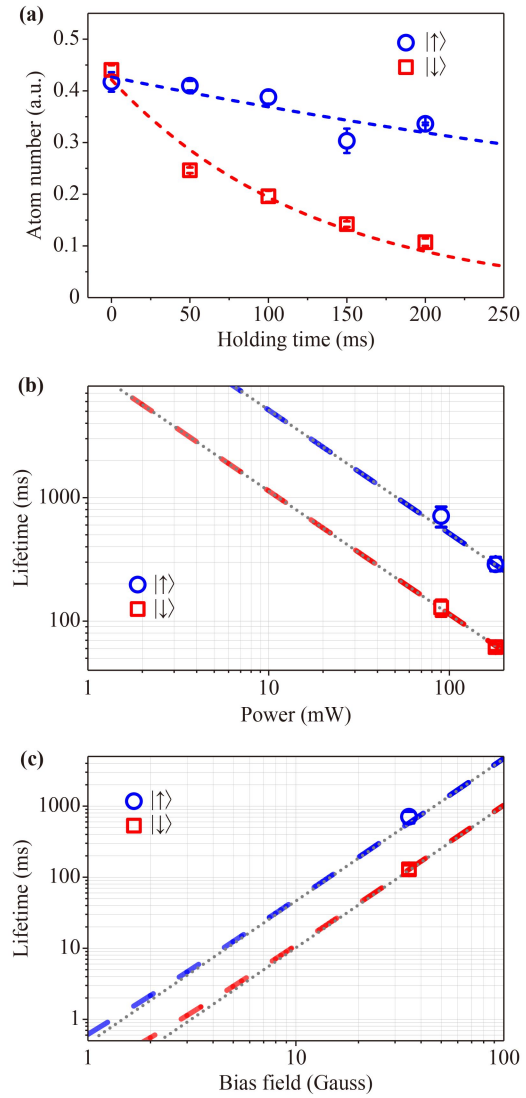 (a)
0.5
0.4
0.3
0.2
0.1
0
Atom number (a.u.)
|↑⟩
|↓⟩
0 50 100 150 200 250
Holding time (ms)
(b)
1000
100
Lifetime (ms)
|↑⟩
|↓⟩
1 10 100
Power (mW)
(c)
1000
100
10
1
Lifetime (ms)
|↑⟩
|↓⟩
1 10 100
Bias field (Gauss)